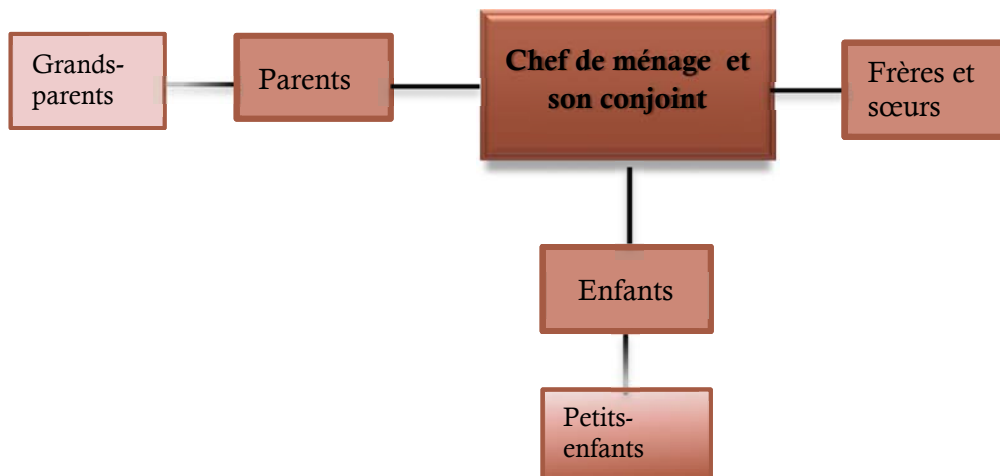 Grands-
parents
Parents
Chef de ménage et
son conjoint
Frères et
sœurs
Enfants
Petits-
enfants